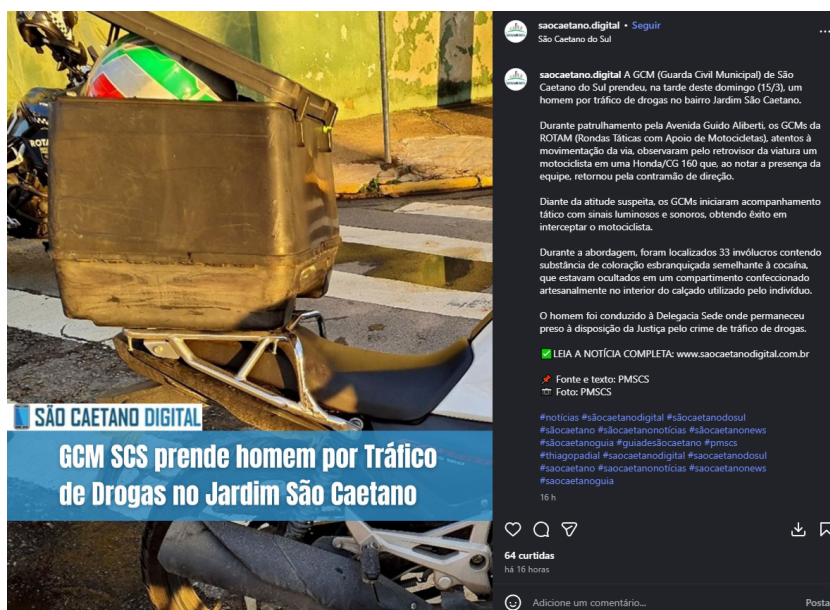 ROTA
SÃO CAETANO DIGITAL
GCM SCS prende homem por Tráfico
de Drogas no Jardim São Caetano
saocaetano.digital • Seguir
São Caetano do Sul
saocaetano.digital A GCM (Guarda Civil Municipal) de São
Caetano do Sul prendeu, na tarde deste domingo (15/3), um
homem por tráfico de drogas no bairro Jardim São Caetano.
Durante patrulhamento pela Avenida Guido Aliberti, os GCMs da
ROTAM (Rondas Táticas com Apoio de Motocicletas), atentos à
movimentação da via, observaram pelo retrovisor da viatura um
motociclista em uma Honda/CG 160 que, ao notar a presença da
equipe, retornou pela contramão de direção.
Diante da atitude suspeita, os GCMs iniciaram acompanhamento
tático com sinais luminosos e sonoros, obtendo êxito em
interceptar o motociclista.
Durante a abordagem, foram localizados 33 invólucros contendo
substância de coloração esbranquiçada semelhante à cocaína,
que estavam ocultados em um compartimento confeccionado
artesanalmente no interior do calçado utilizado pelo indivíduo.
O homem foi conduzido à Delegacia Sede onde permaneceu
preso à disposição da Justiça pelo crime de tráfico de drogas.
✅ LEIA A NOTÍCIA COMPLETA: www.saocaetanodigital.com.br
📌 Fonte e texto: PMSCS
📷 Foto: PMSCS
#notícias #sãocaetanodigital #sãocaetanodosul
#sãocaetano #sãocaetanonotícias #sãocaetanonews
#sãocaetanoguia #guiadesãocaetano #pmscs
#thiagopadial #saocaetanodigital #saocaetanodosul
#saocaetano #saocaetanonotícias #saocaetanonews
#saocaetanoguia
16 h
64 curtidas
há 16 horas
Adicione um comentário...
Posta